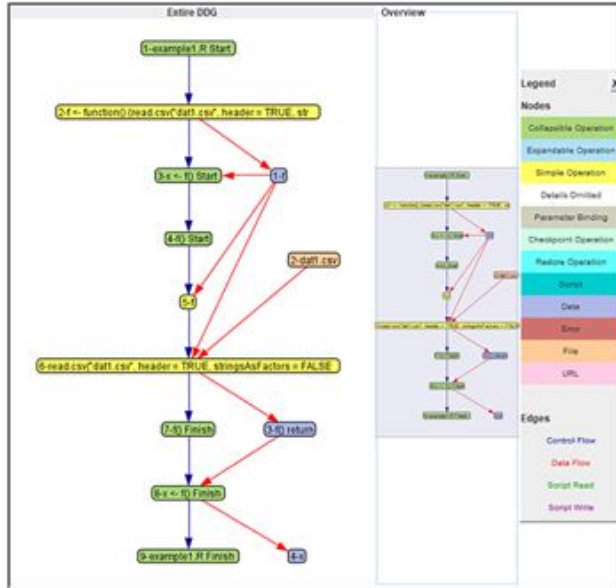 Entire DDG
1-example1.R Start
2-f <- function() {read.csv("dat1.csv", header = TRUE, str
3-x <- f() Start
1-f
4-f() Start
2-dat1.csv
5-f
6-read.csv("dat1.csv", header = TRUE, stringsAsFactors = FALSE
7-f() Finish
3-f() return
8-x <- f() Finish
9-example1.R Finish
4-x
Overview
Legend
X
Nodes
Collapsible Operation
Expandable Operation
Simple Operation
Details Omitted
Parameter Binding
Checkpoint Operation
Restore Operation
Script
Data
Error
File
URL
Edges
Control Flow
Data Flow
Script Read
Script Write